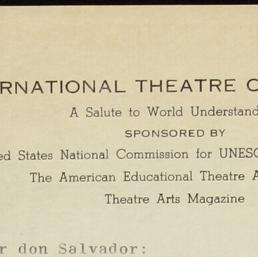 RNATIONAL THEATRE
A Salute to World Understand
SPONSORED BY
ed States National Commission for UNESC
The American Educational Theatre A
Theatre Arts Magazine
r don Salvador: